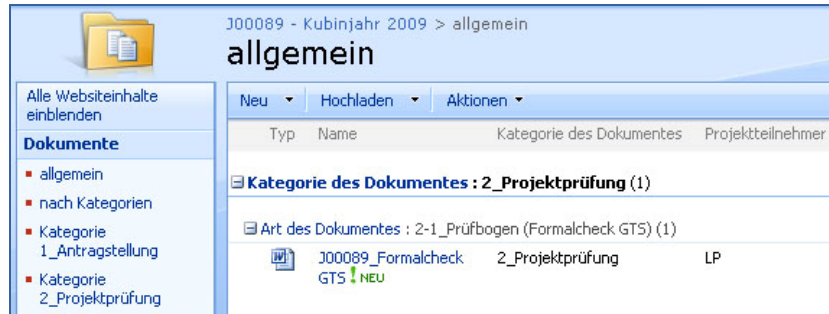 J00089 - Kubinjahr 2009 > allgemein
allgemein
Alle Websiteinhalte
einblenden
Dokumente
allgemein
nach Kategorien
Kategorie
1_Antragstellung
Kategorie
2_Projektprüfung
Neu Hochladen Aktionen
Typ Name Kategorie des Dokumentes Projektteilnehmer
Kategorie des Dokumentes : 2_Projektprüfung (1)
Art des Dokumentes : 2-1_Prüfbogen (Formalcheck GTS) (1)
J00089_Formalcheck 2_Projektprüfung LP
GTS ! NEU